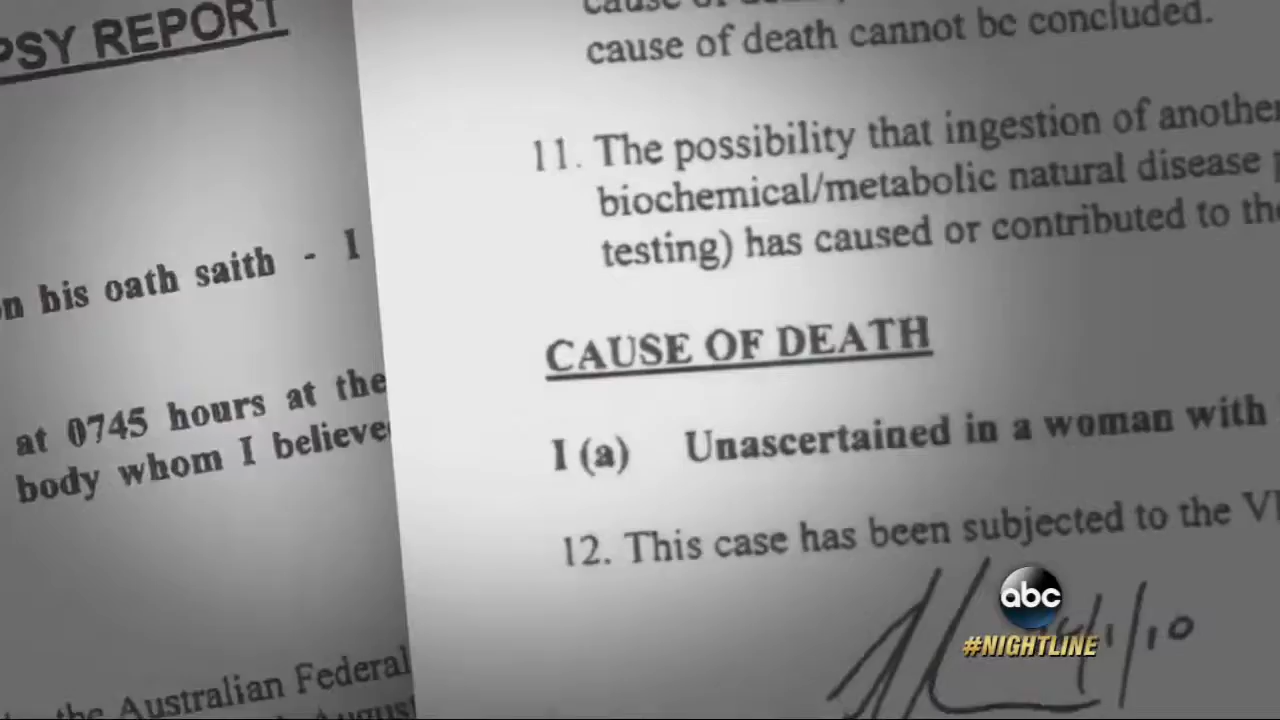 PSY REPORT
n his oath saith - I
at 0745 hours at the
body whom I believe
the Australian Federal
August
cause of death cannot be concluded.
11. The possibility that ingestion of another
biochemical/metabolic natural disease
testing) has caused or contributed to the
CAUSE OF DEATH
I (a) Unascertained in a woman with
12. This case has been subjected to the
abc
#NIGHTLINE